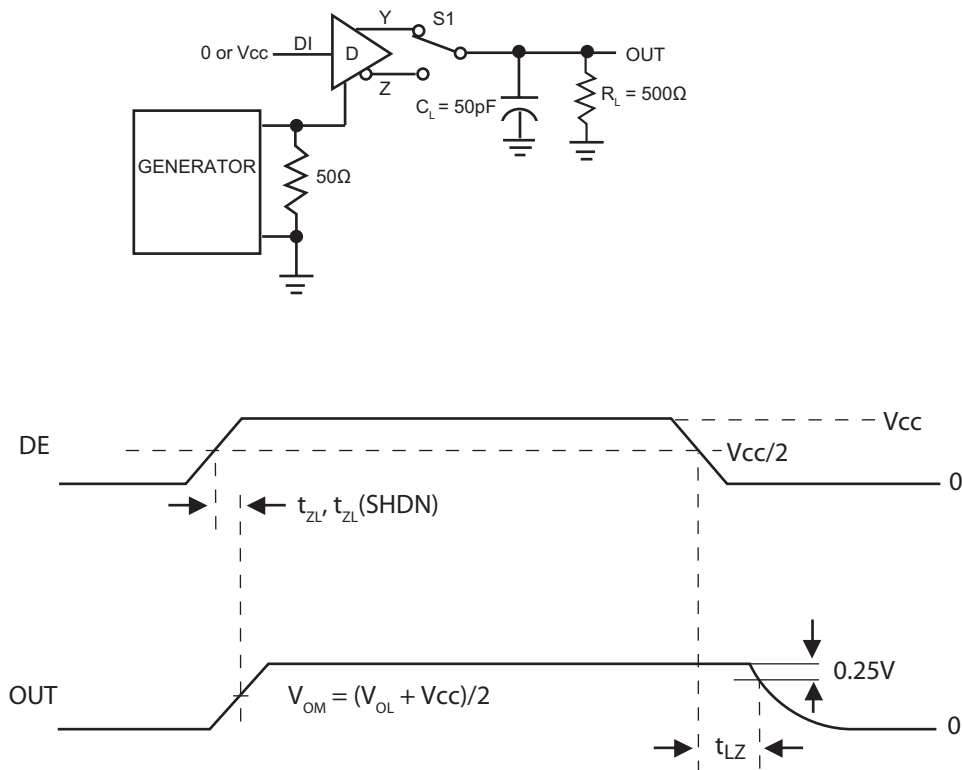 Y S1
0 or Vcc DI D OUT
Z
C_L = 50pF R_L = 500Ω
GENERATOR 50Ω
Vcc
DE Vcc/2
0
t_ZL, t_ZL(SHDN)
0.25V
OUT V_OM = (V_OL + Vcc)/2
0
t_LZ